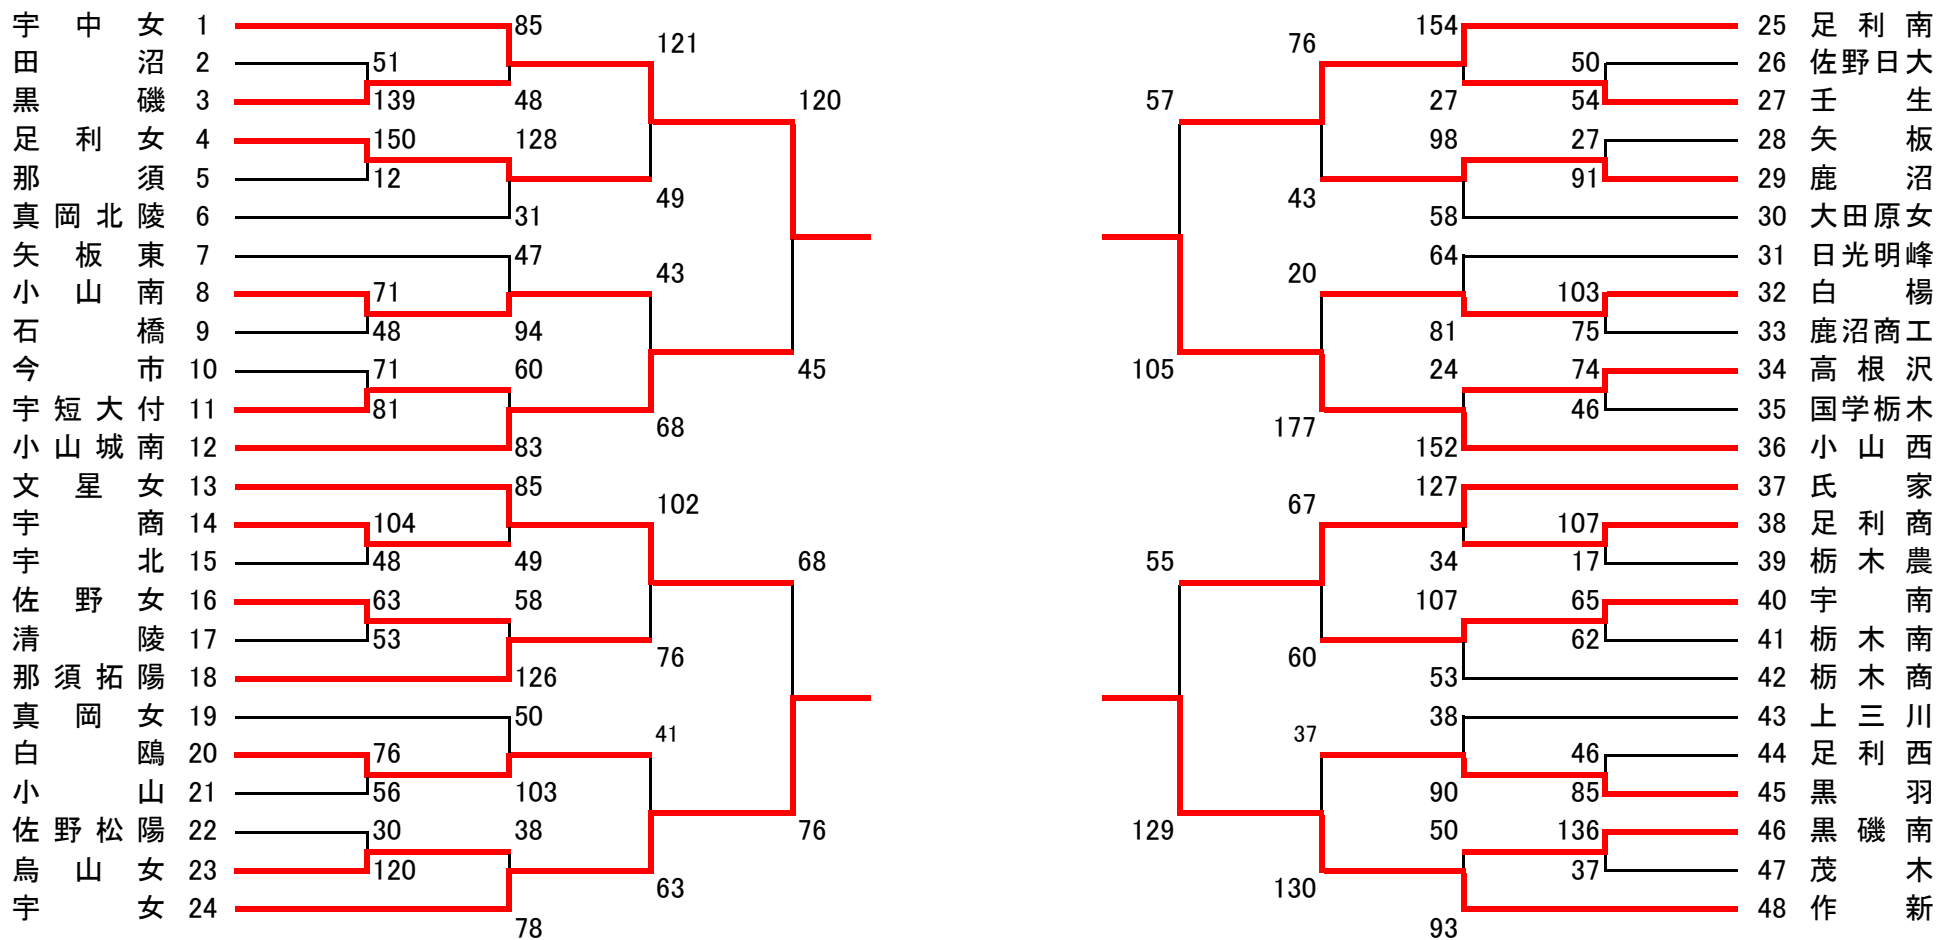 宇中女 1 85 154 25 足利南
121 76
田沼 2 51 50 26 佐野日大
黒磯 3 139 48 120 57 27 54 27 壬生
足利女 4 150 128 98 27 28 矢板
那須 5 12 91 29 鹿沼
49 43
真岡北陵 6 31 58 30 大田原女
矢板東 7 47 64 31 日光明峰
43 20
小山南 8 71 103 32 白楊
石橋 9 48 94 81 75 33 鹿沼商工
今市 10 71 60 45 105 24 74 34 高根沢
宇短大付 11 81 46 35 国学栃木
68 177
小山城南 12 83 152 36 小山西
文星女 13 85 127 37 氏家
102 67
宇商 14 104 107 38 足利商
宇北 15 48 49 68 55 34 17 39 栃木農
佐野女 16 63 58 107 65 40 宇南
清陵 17 53 62 41 栃木南
76 60
那須拓陽 18 126 53 42 栃木商
真岡女 19 50 38 43 上三川
41 37
白鴎 20 76 46 44 足利西
小山 21 56 103 90 85 45 黒羽
佐野松陽 22 30 38 76 129 50 136 46 黒磯南
烏山女 23 120 37 47 茂木
63 130
宇女 24 48 作新
78 93